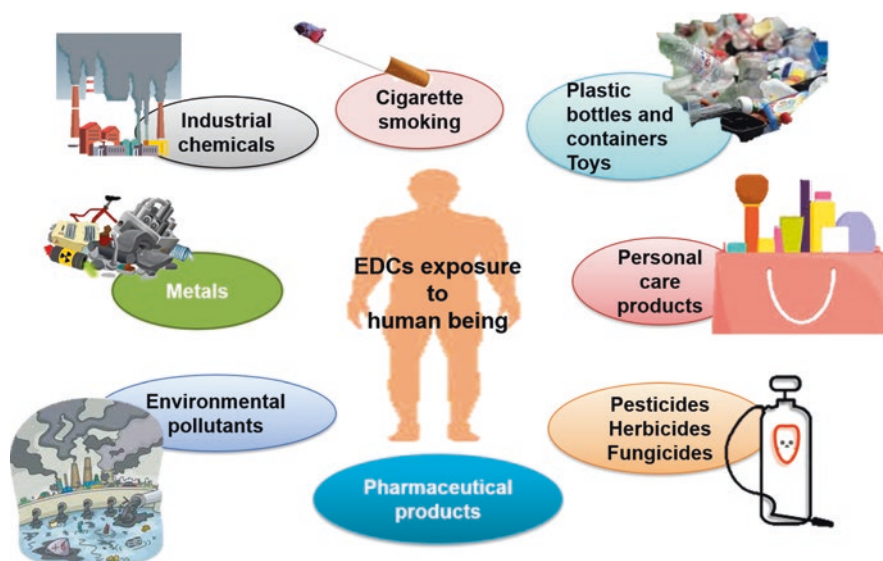 Cigarette
smoking
Industrial
chemicals
Plastic
bottles and
containers
Toys
EDCs exposure
to
human being
Metals
Personal
care
products
Environmental
pollutants
Pesticides
Herbicides
Fungicides
Pharmaceutical
products